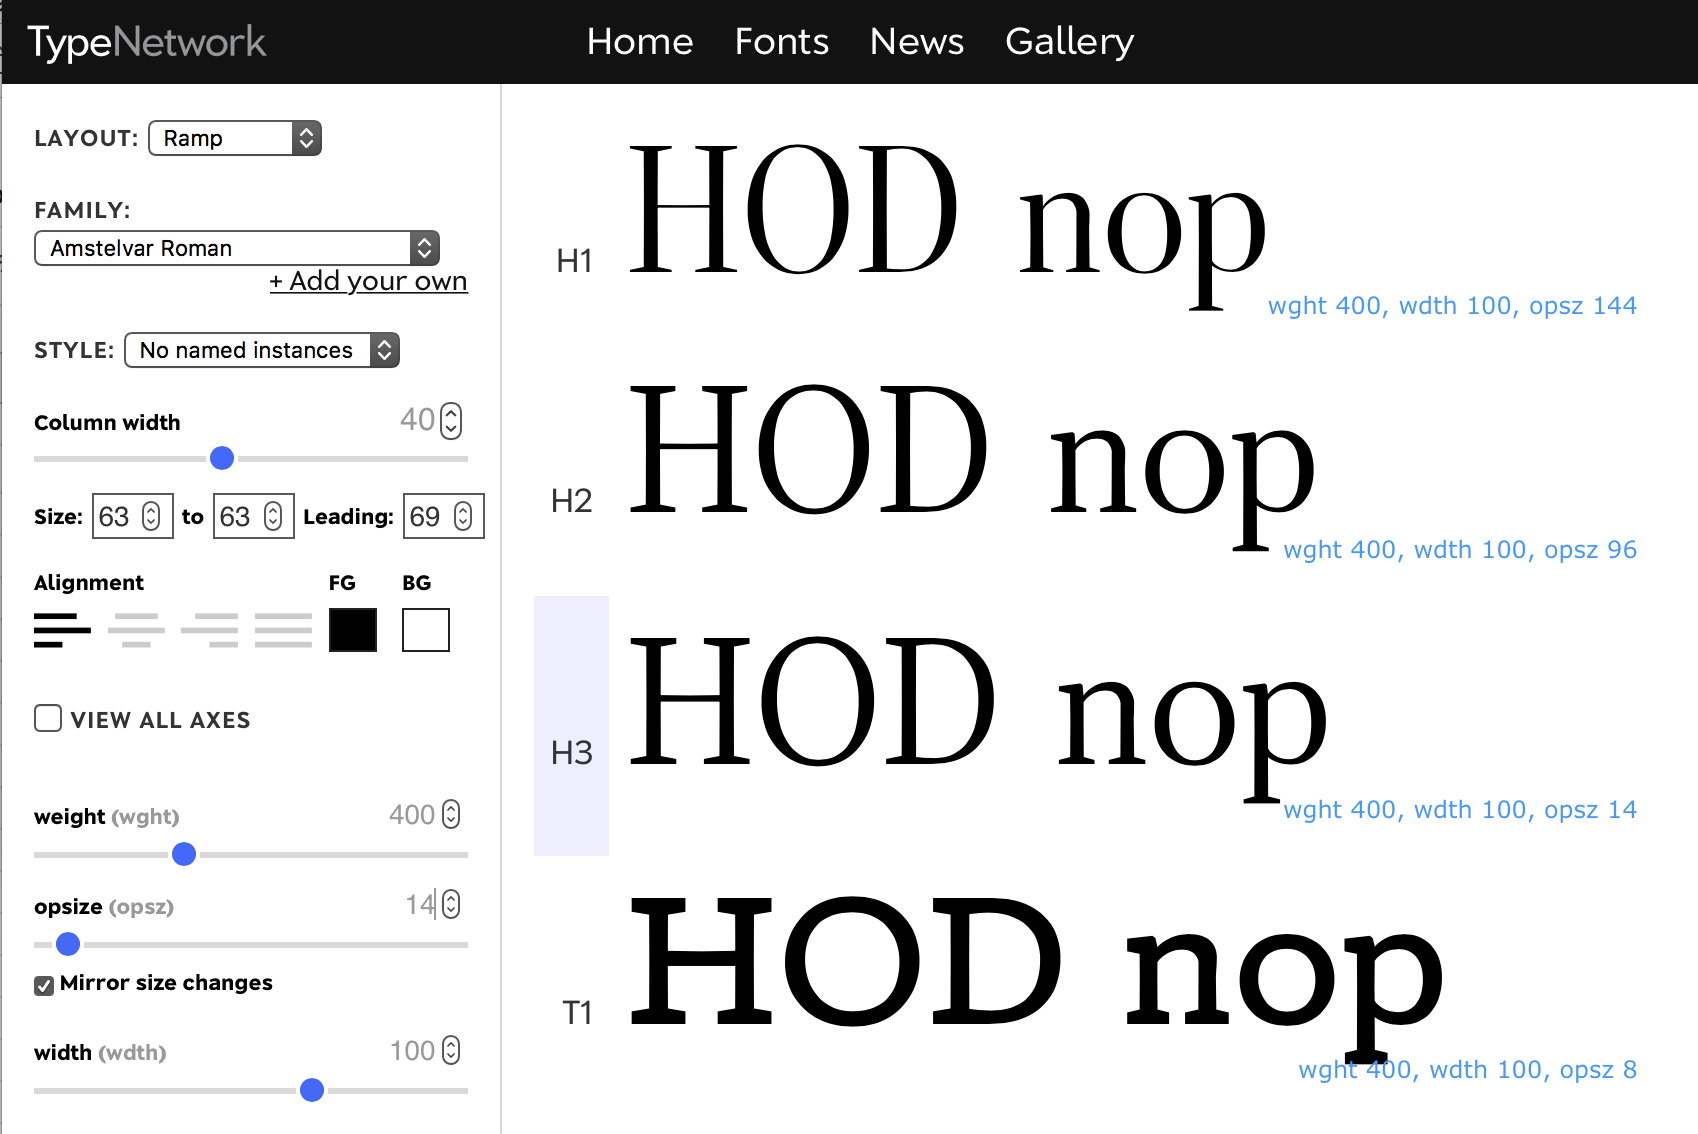 TypeNetwork Home Fonts News Gallery
LAYOUT: Ramp
FAMILY:
Amstelvar Roman
+ Add your own
STYLE: No named instances
Column width 40
Size: 63 to 63 Leading: 69
Alignment FG BG
VIEW ALL AXES
weight (wght) 400
opsize (opsz) 14
Mirror size changes
width (wdth) 100
H1 HOD nop
wght 400, wdth 100, opsz 144
H2 HOD nop
wght 400, wdth 100, opsz 96
H3 HOD nop
wght 400, wdth 100, opsz 14
T1 HOD nop
wght 400, wdth 100, opsz 8